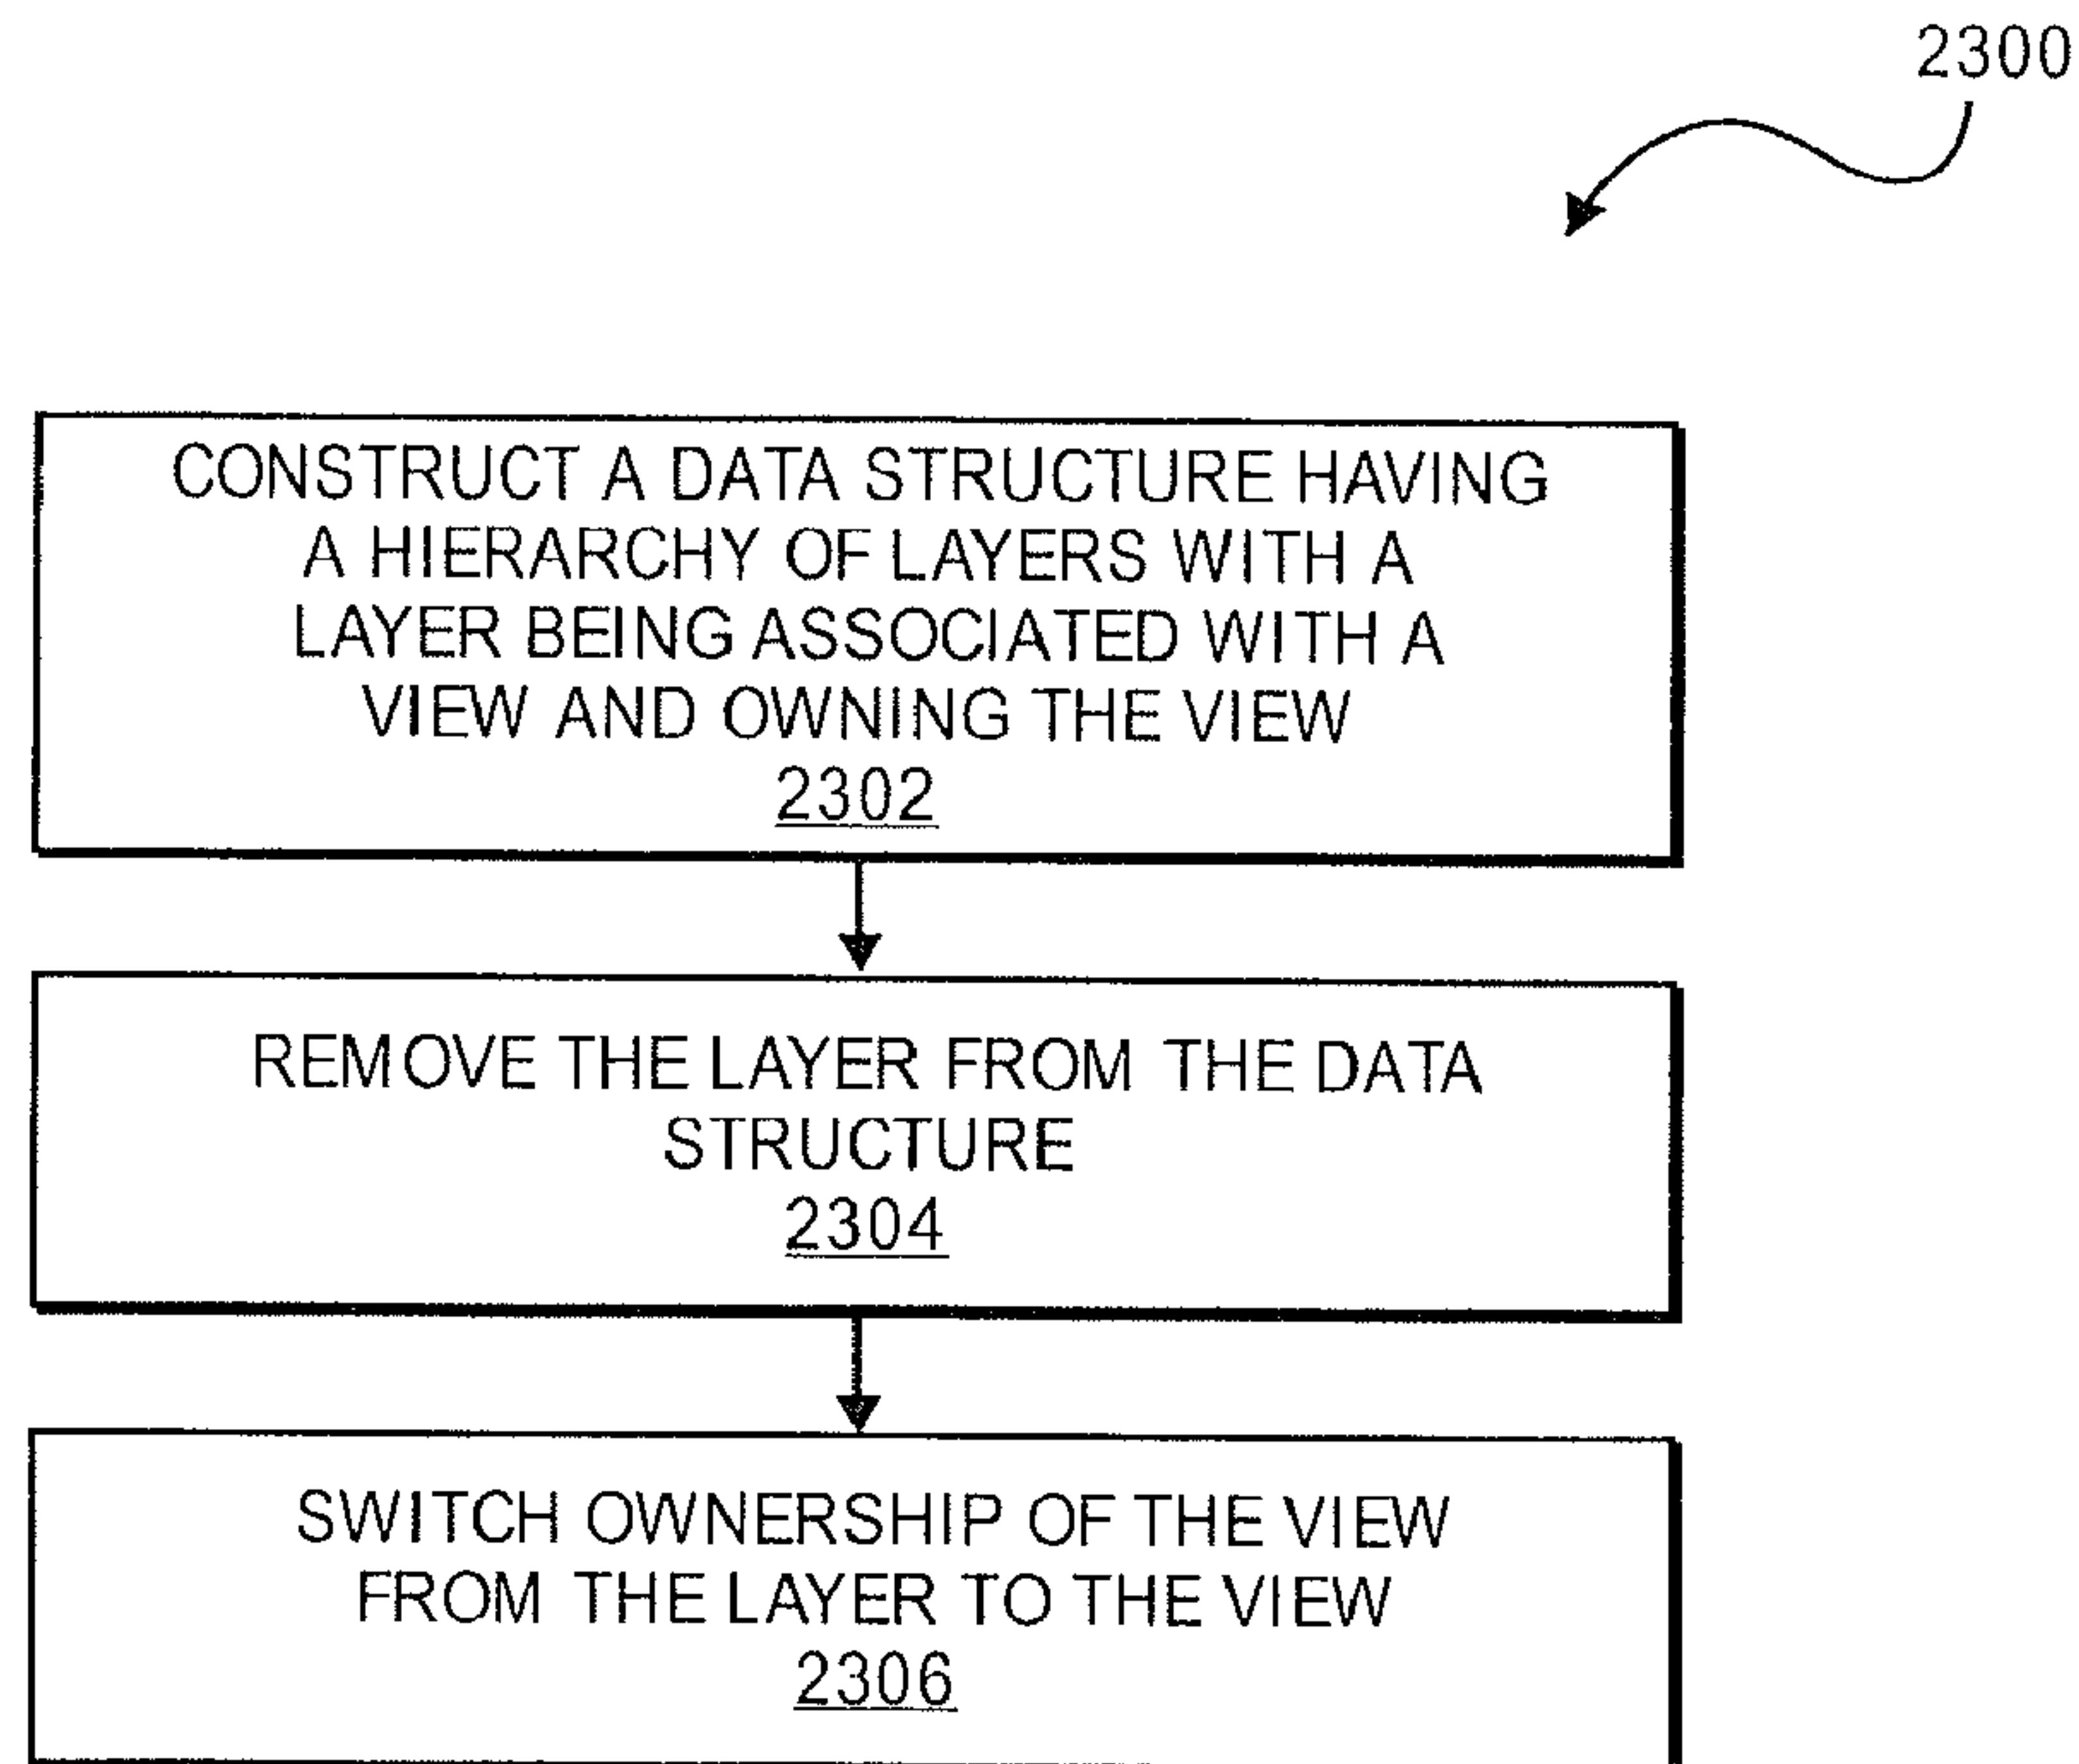 2300
CONSTRUCT A DATA STRUCTURE HAVING
A HIERARCHY OF LAYERS WITH A
LAYER BEING ASSOCIATED WITH A
VIEW AND OWNING THE VIEW
2302
REMOVE THE LAYER FROM THE DATA
STRUCTURE
2304
SWITCH OWNERSHIP OF THE VIEW
FROM THE LAYER TO THE VIEW
2306